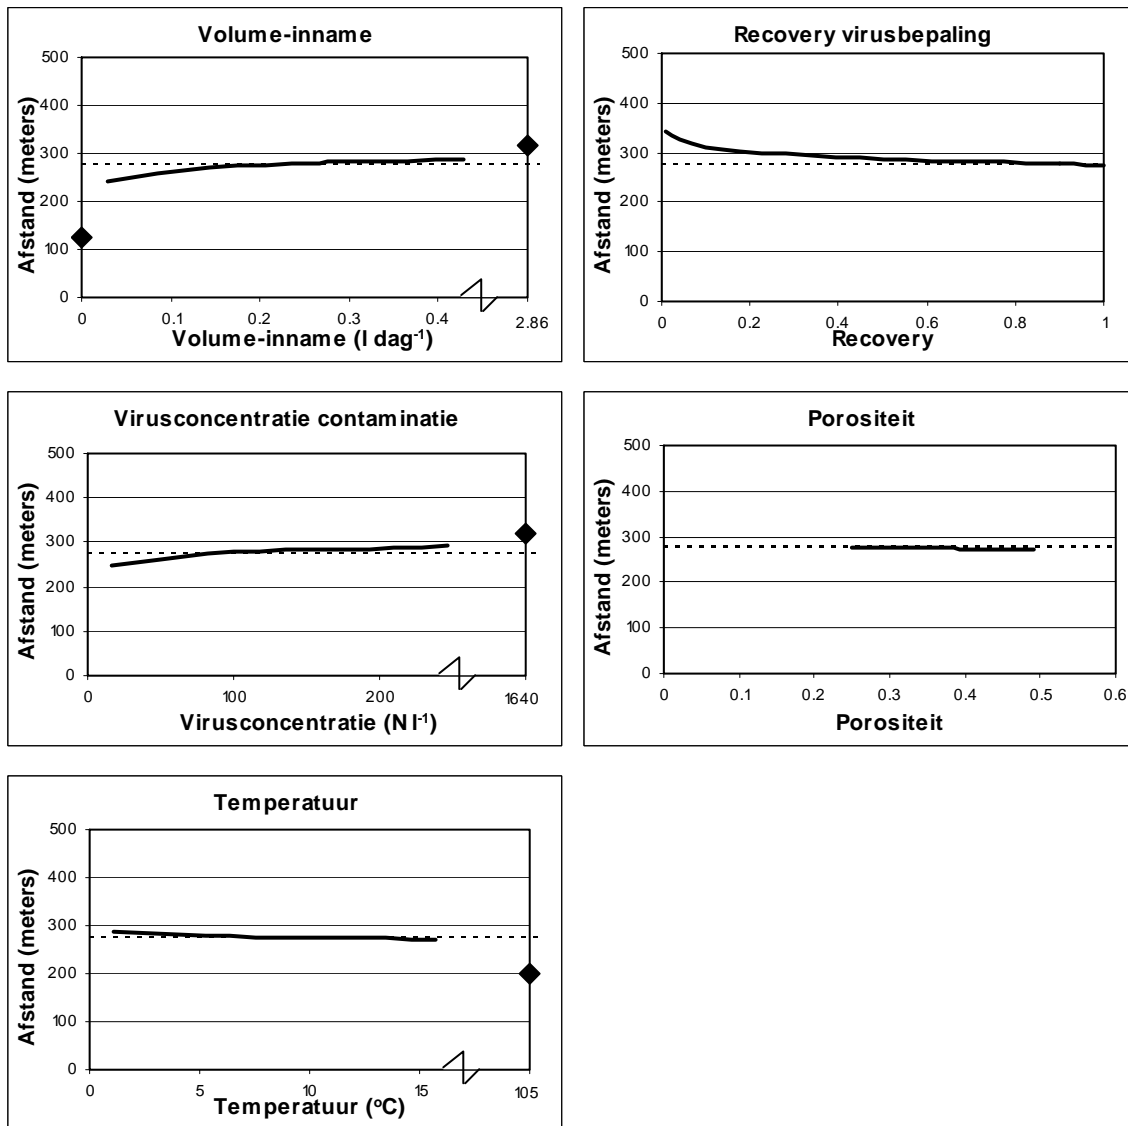 Volume-inname
500
400
300
200
100
0
Afstand (meters)
0 0.1 0.2 0.3 0.4 2.86
Volume-inname (l dag⁻¹)
Recovery virusbepaling
500
400
300
200
100
0
Afstand (meters)
0 0.2 0.4 0.6 0.8 1
Recovery
Virusconcentratie contaminatie
500
400
300
200
100
0
Afstand (meters)
0 100 200 1640
Virusconcentratie (N l⁻¹)
Porositeit
500
400
300
200
100
0
Afstand (meters)
0 0.1 0.2 0.3 0.4 0.5 0.6
Porositeit
Temperatuur
500
400
300
200
100
0
Afstand (meters)
0 5 10 15 105
Temperatuur (°C)